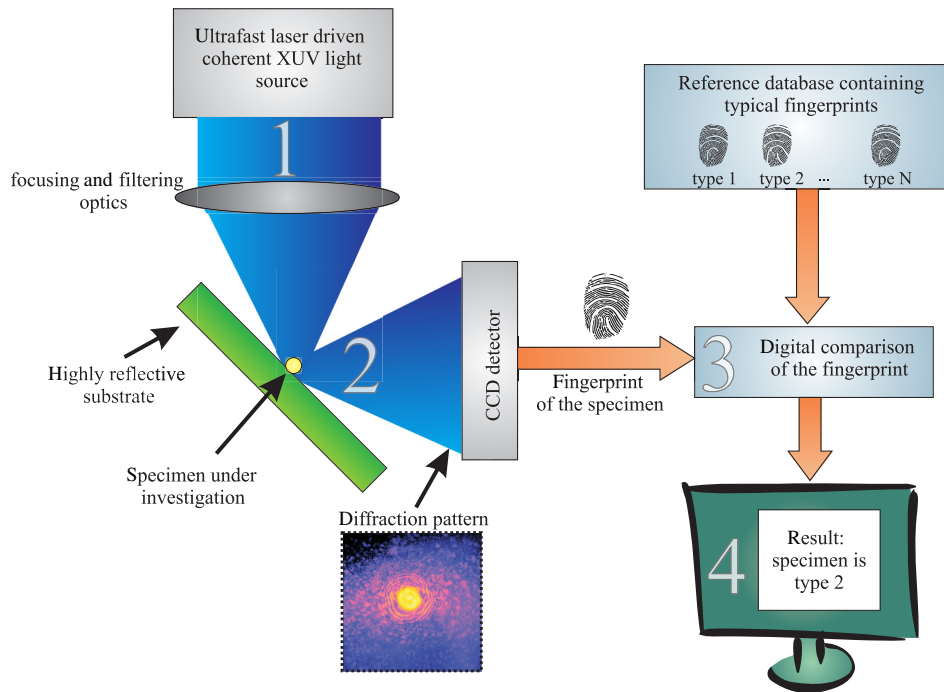 Ultrafast laser driven
coherent XUV light
source
1
focusing and filtering
optics
Highly reflective
substrate
Specimen under
investigation
2
Diffraction pattern
CCD detector
Fingerprint
of the specimen
Reference database containing
typical fingerprints
type 1 type 2 ... type N
3
Digital comparison
of the fingerprint
4
Result:
specimen is
type 2